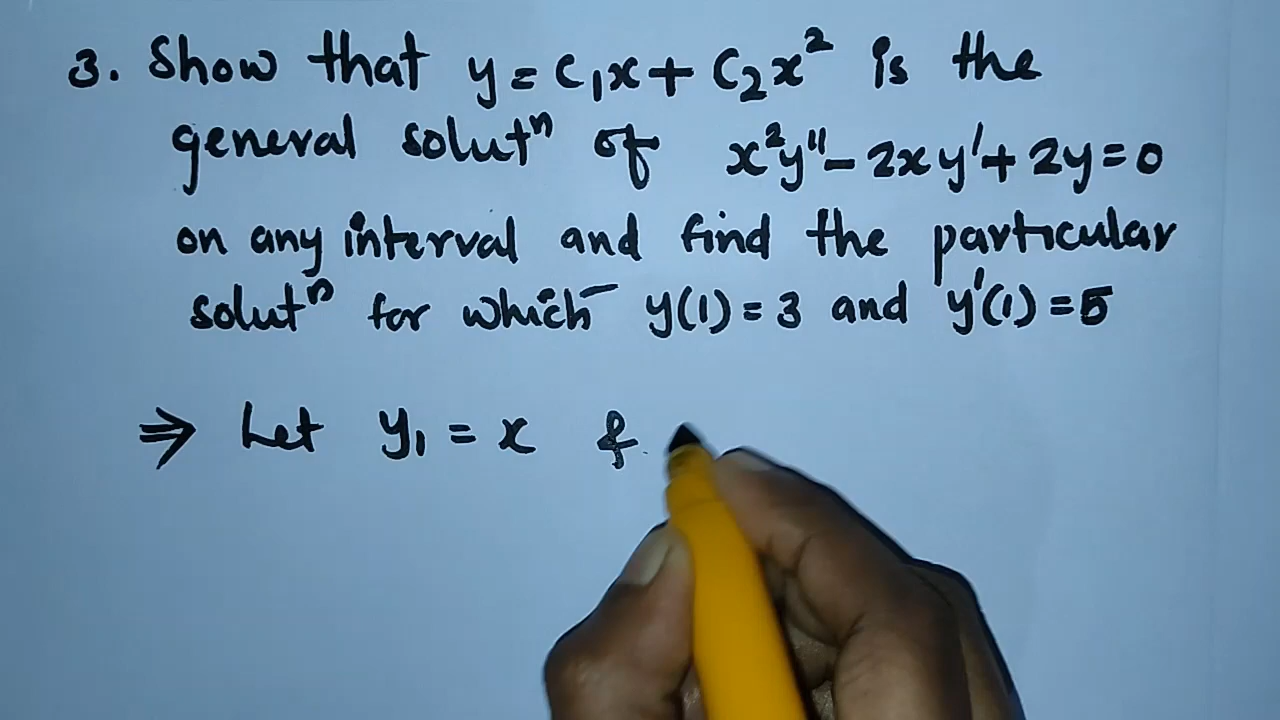 3. Show that y = c₁x + c₂x² is the
general solutⁿ of x²y'' - 2xy' + 2y = 0
on any interval and find the particular
solutⁿ for which y(1) = 3 and y'(1) = 5
⇒ Let y₁ = x &